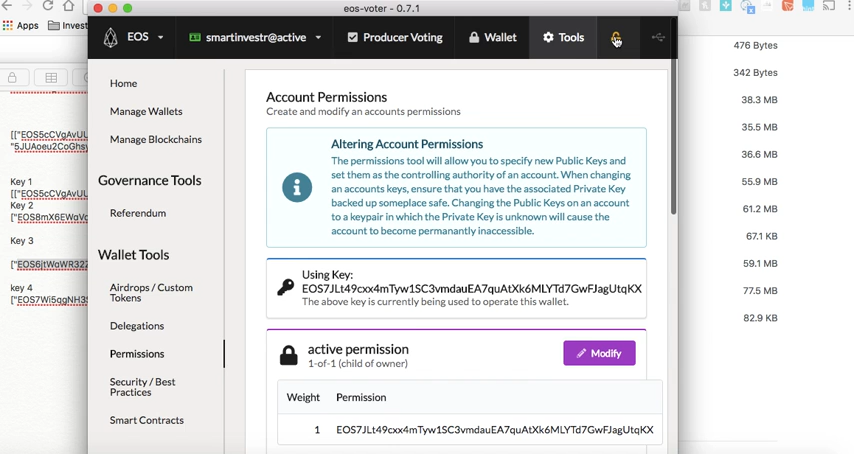 eos-voter - 0.7.1
Apps
EOS
smartinvestr@active
Producer Voting
Wallet
Tools
Home
Manage Wallets
Manage Blockchains
Governance Tools
Referendum
Wallet Tools
Airdrops / Custom
Tokens
Delegations
Permissions
Security / Best
Practices
Smart Contracts
Account Permissions
Create and modify an accounts permissions
Altering Account Permissions
The permissions tool will allow you to specify new Public Keys and
set them as the controlling authority of an account. When changing
an accounts keys, ensure that you have the associated Private Key
backed up someplace safe. Changing the Public Keys on an account
to a keypair in which the Private Key is unknown will cause the
account to become permanantly inaccessible.
Using Key:
EOS7JLt49cxx4mTyw1SC3vmdauEA7quAtXk6MLYTd7GwFJagUtqKX
The above key is currently being used to operate this wallet.
active permission
1-of-1 (child of owner)
Modify
Weight Permission
1 EOS7JLt49cxx4mTyw1SC3vmdauEA7quAtXk6MLYTd7GwFJagUtqKX
Key 1
Key 2
Key 3
key 4
476 Bytes
342 Bytes
38.3 MB
35.5 MB
36.6 MB
55.9 MB
61.2 MB
67.1 KB
59.1 MB
77.5 MB
82.9 KB